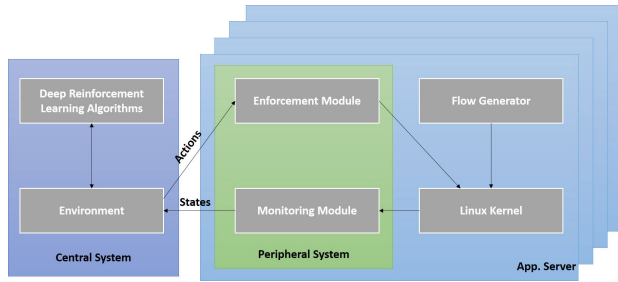 Deep Reinforcement
Learning Algorithms
Enforcement Module
Flow Generator
Actions
States
Environment
Monitoring Module
Linux Kernel
Central System
Peripheral System
App. Server